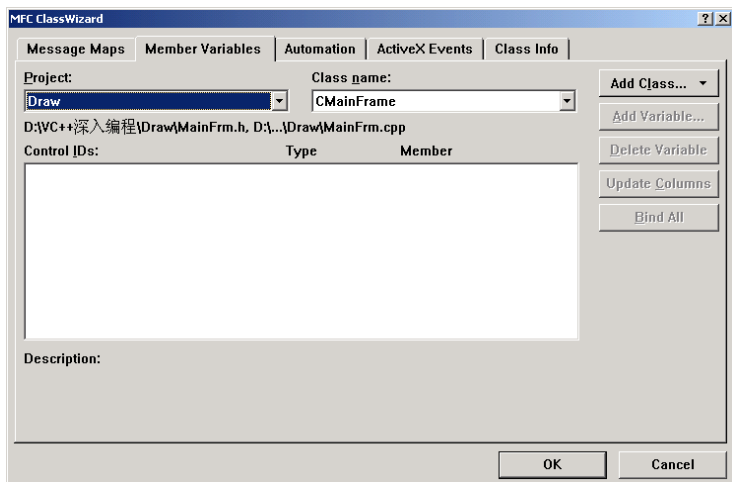 MFC ClassWizard
Message Maps Member Variables Automation ActiveX Events Class Info
Project: Class name:
Draw CMainFrame
Add Class...
D:\VC++深入编程\Draw\MainFrm.h, D:\...\Draw\MainFrm.cpp
Add Variable...
Control IDs: Type Member
Delete Variable
Update Columns
Bind All
Description:
OK Cancel